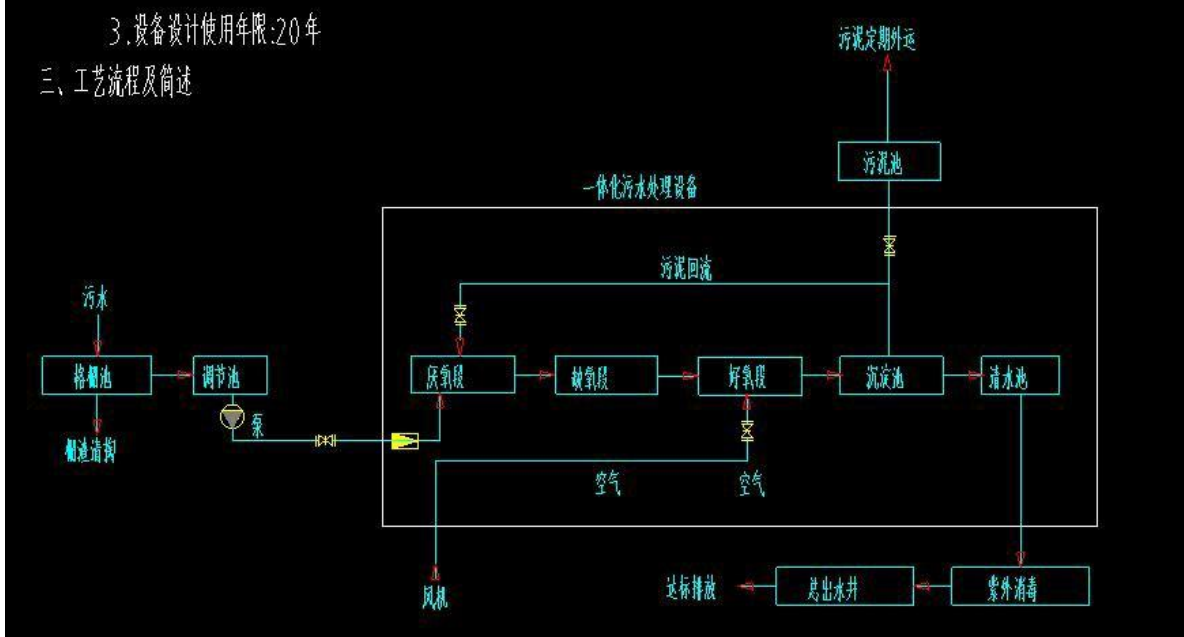 3.设备设计使用年限:20年
三、工艺流程及简述
污泥定期外运
污泥池
一体化污水处理设备
污泥回流
污水
格栅池
调节池
厌氧段
缺氧段
好氧段
沉淀池
清水池
泵
栅渣清掏
空气
空气
风机
达标排放
总出水井
紫外消毒